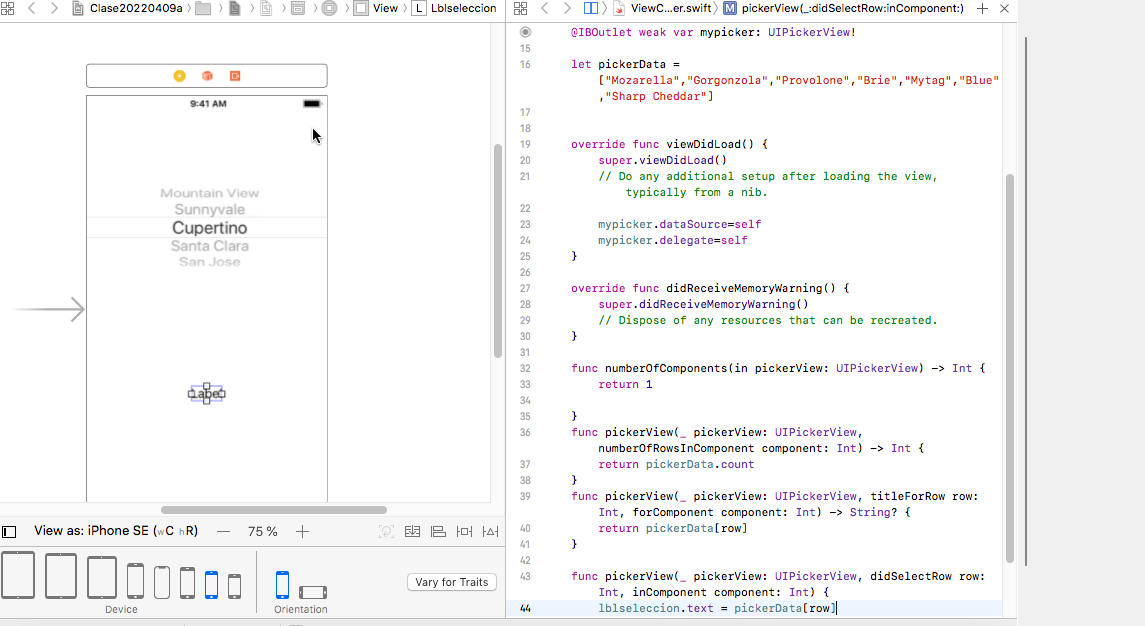 Clase20220409a
View
L
Lblseleccion
9:41 AM
Mountain View
Sunnyvale
Cupertino
Santa Clara
San Jose
Label
View as: iPhone SE (wC hR)
75 %
Device
Orientation
Vary for Traits
ViewC...er.swift
M
pickerView(_:didSelectRow:inComponent:)
@IBOutlet weak var mypicker: UIPickerView!
15
16 let pickerData =
["Mozarella","Gorgonzola","Provolone","Brie","Mytag","Blue"
,"Sharp Cheddar"]
17
18
19 override func viewDidLoad() {
20 super.viewDidLoad()
21 // Do any additional setup after loading the view,
typically from a nib.
22
23 mypicker.dataSource=self
24 mypicker.delegate=self
25 }
26
27 override func didReceiveMemoryWarning() {
28 super.didReceiveMemoryWarning()
29 // Dispose of any resources that can be recreated.
30 }
31
32 func numberOfComponents(in pickerView: UIPickerView) -> Int {
33 return 1
34
35 }
36 func pickerView(_ pickerView: UIPickerView,
numberOfRowsInComponent component: Int) -> Int {
37 return pickerData.count
38 }
39 func pickerView(_ pickerView: UIPickerView, titleForRow row:
Int, forComponent component: Int) -> String? {
40 return pickerData[row]
41 }
42
43 func pickerView(_ pickerView: UIPickerView, didSelectRow row:
Int, inComponent component: Int) {
44 lblseleccion.text = pickerData[row]